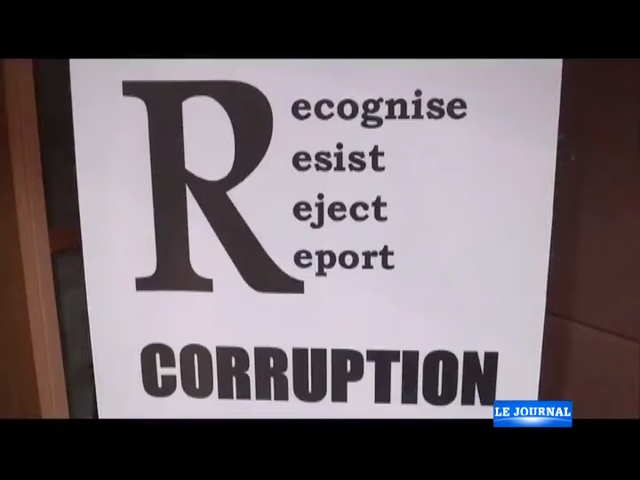 Recognise
Resist
Reject
Report
CORRUPTION
LE JOURNAL